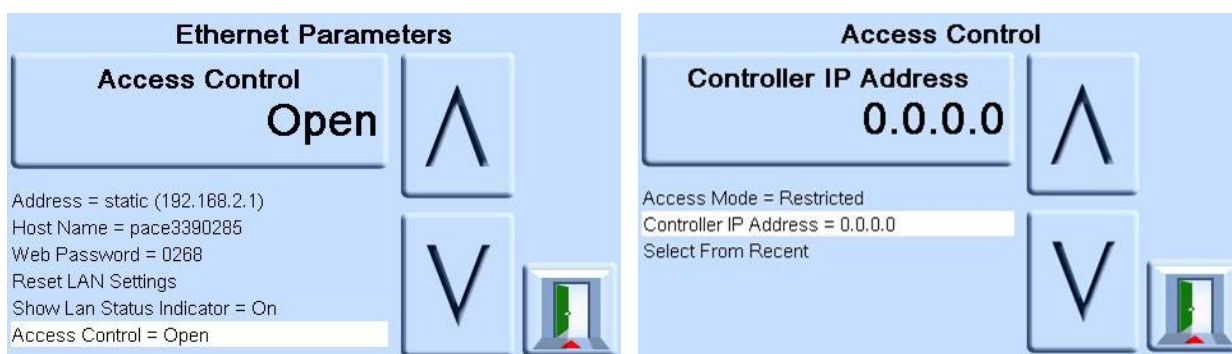 Ethernet Parameters
Access Control
Open
Address = static (192.168.2.1)
Host Name = pace3390285
Web Password = 0268
Reset LAN Settings
Show Lan Status Indicator = On
Access Control = Open
Access Control
Controller IP Address
0.0.0.0
Access Mode = Restricted
Controller IP Address = 0.0.0.0
Select From Recent